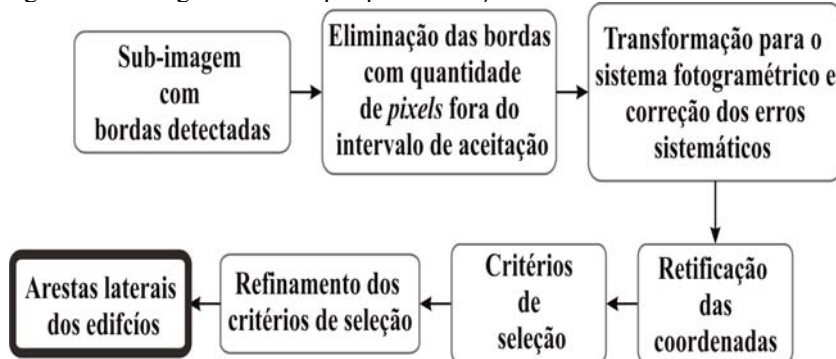 Sub-imagem
com
bordas detectadas
Eliminação das bordas
com quantidade
de pixels fora do
intervalo de aceitação
Transformação para o
sistema fotogramétrico e
correção dos erros
sistemáticos
Retificação
das
coordenadas
Critérios
de
seleção
Refinamento dos
critérios de seleção
Arestas laterais
dos edifcíos